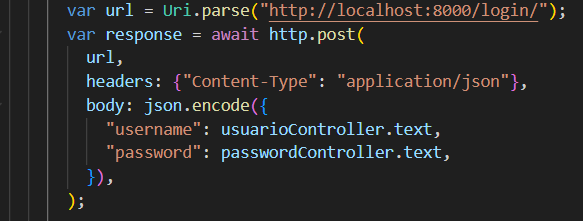 var url = Uri.parse("http://localhost:8000/login/");
var response = await http.post(
url,
headers: {"Content-Type": "application/json"},
body: json.encode({
"username": usuarioController.text,
"password": passwordController.text,
}),
);